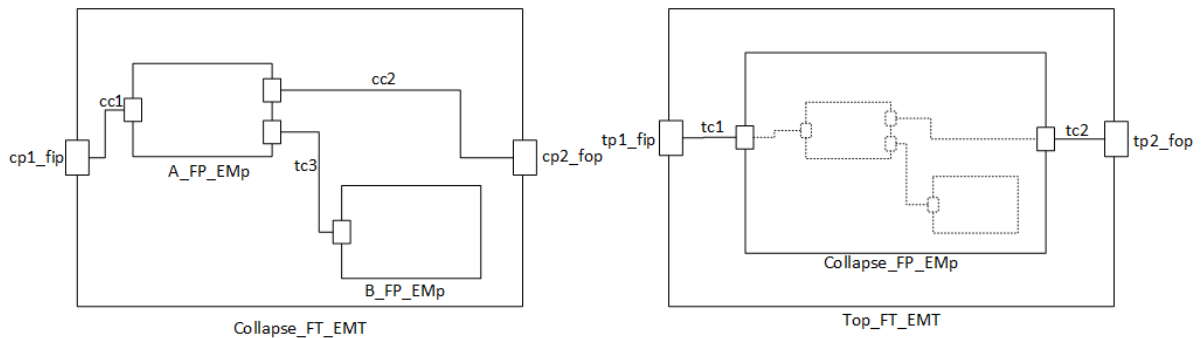 cc2
cc1
cp1_fip
cp2_fop
A_FP_EMp
tc3
B_FP_EMp
Collapse_FT_EMT
tc1
tc2
tp1_fip
tp2_fop
Collapse_FP_EMp
Top_FT_EMT